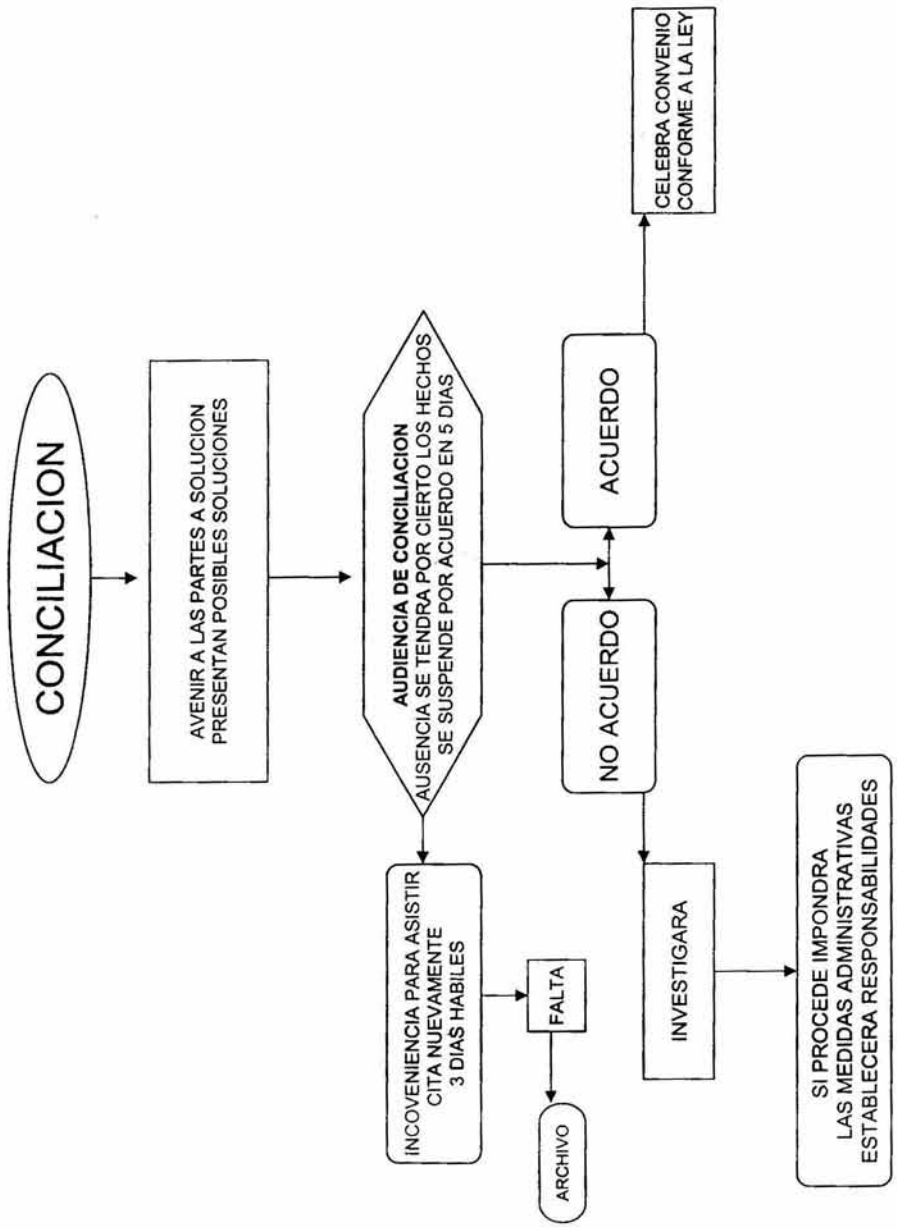 CONCILIACION
AVENIR A LAS PARTES A SOLUCION
PRESENTAN POSIBLES SOLUCIONES
AUDIENCIA DE CONCILIACION
AUSENCIA SE TENDRA POR CIERTO LOS HECHOS
SE SUSPENDE POR ACUERDO EN 5 DIAS
INCOVENIENCIA PARA ASISTIR
CITA NUEVAMENTE
3 DIAS HABILES
FALTA
ARCHIVO
NO ACUERDO
ACUERDO
INVESTIGARA
CELEBRA CONVENIO
CONFORME A LA LEY
SI PROCEDE IMPONDRA
LAS MEDIDAS ADMINISTRATIVAS
ESTABLECERA RESPONSABILIDADES